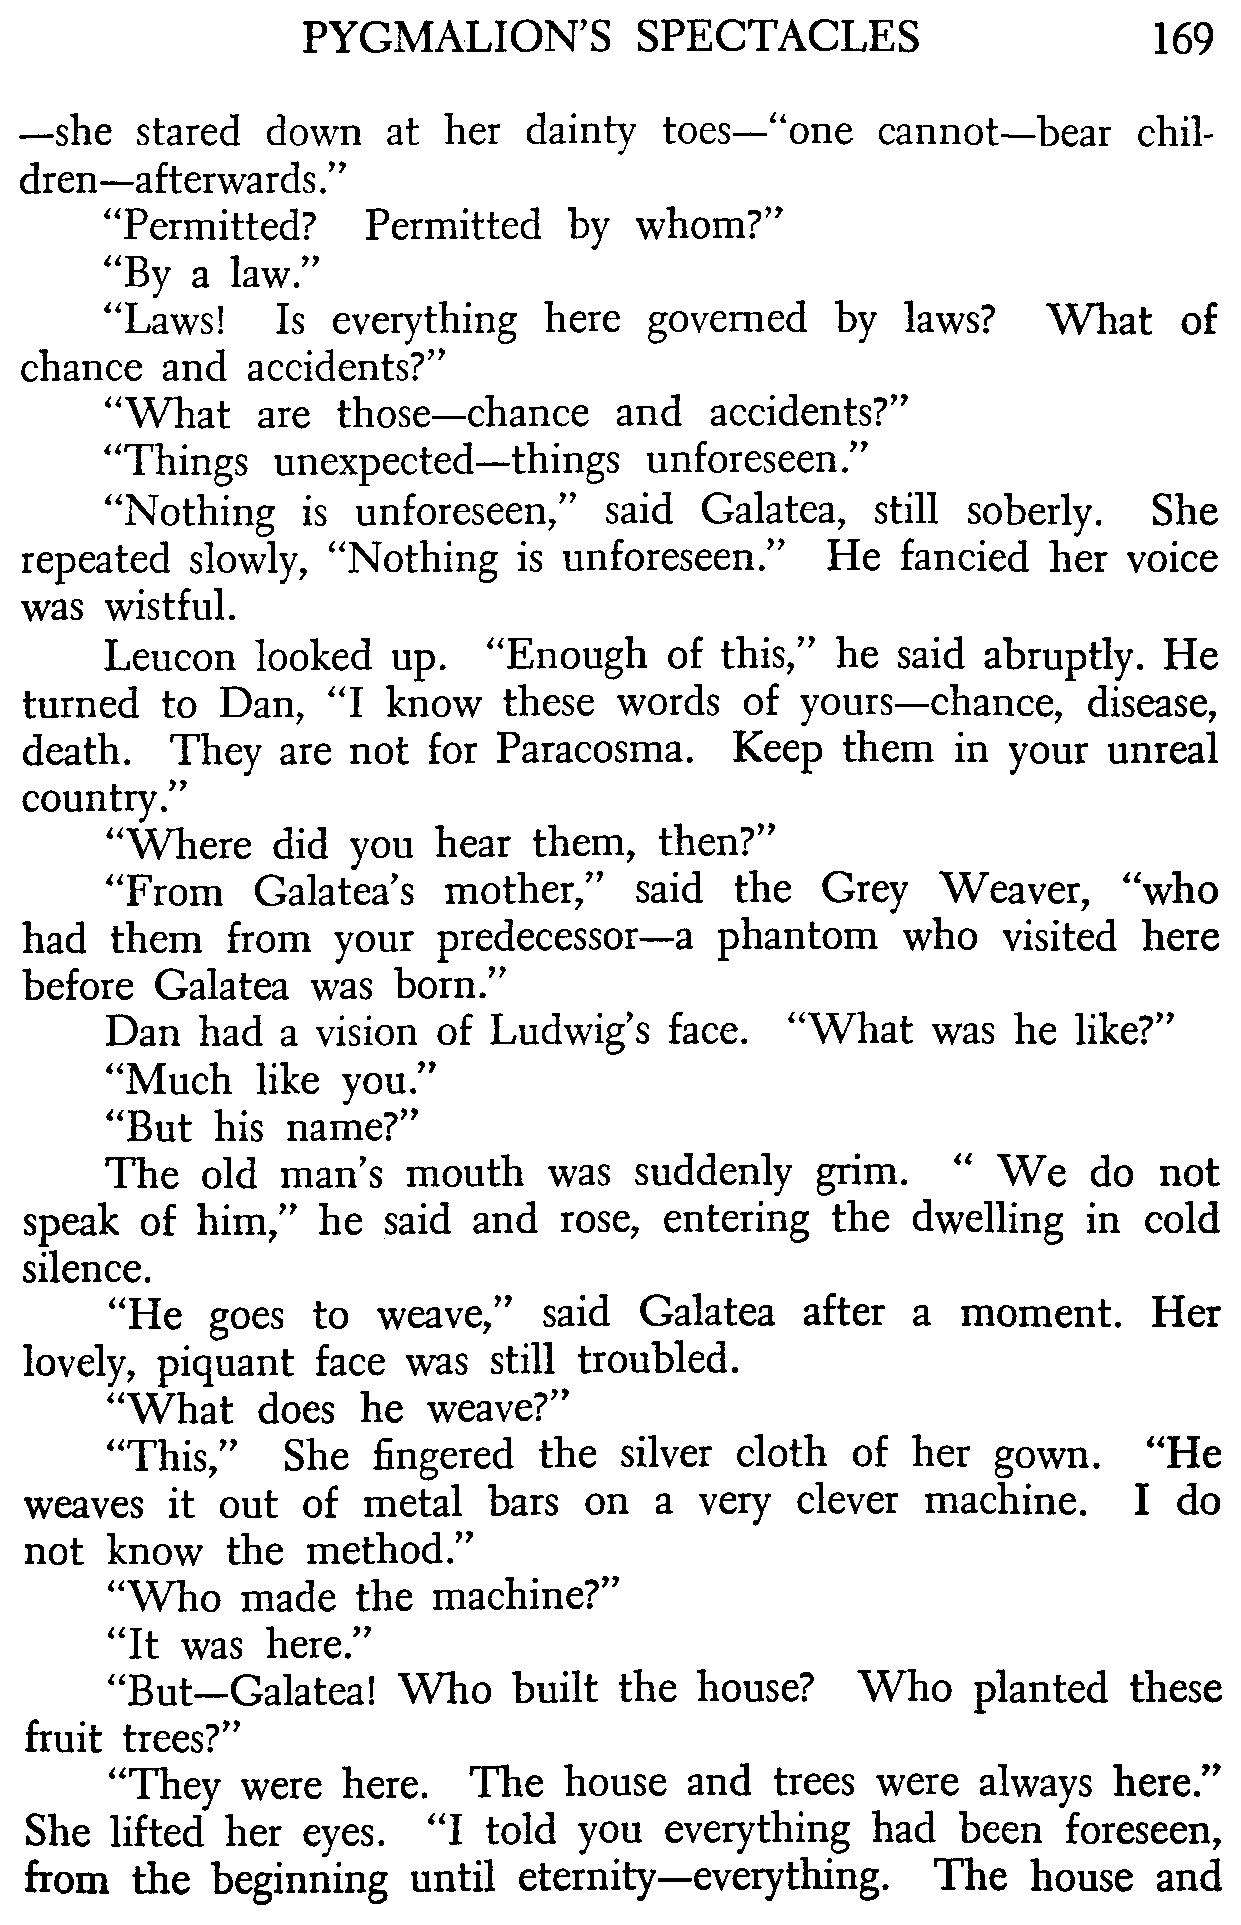 PYGMALION'S SPECTACLES 169
—she stared down at her dainty toes—“one cannot—bear chil-
dren—afterwards.”
“Permitted? Permitted by whom?”
“By a law.”
“Laws! Is everything here governed by laws? What of
chance and accidents?”
“What are those—chance and accidents?”
“Things unexpected—things unforeseen.”
“Nothing is unforeseen,” said Galatea, still soberly. She
repeated slowly, “Nothing is unforeseen.” He fancied her voice
was wistful.
Leucon looked up. “Enough of this,” he said abruptly. He
turned to Dan, “I know these words of yours—chance, disease,
death. They are not for Paracosma. Keep them in your unreal
country.”
“Where did you hear them, then?”
“From Galatea's mother,” said the Grey Weaver, “who
had them from your predecessor—a phantom who visited here
before Galatea was born.”
Dan had a vision of Ludwig's face. “What was he like?”
“Much like you.”
“But his name?”
The old man's mouth was suddenly grim. “ We do not
speak of him,” he said and rose, entering the dwelling in cold
silence.
“He goes to weave,” said Galatea after a moment. Her
lovely, piquant face was still troubled.
“What does he weave?”
“This,” She fingered the silver cloth of her gown. “He
weaves it out of metal bars on a very clever machine. I do
not know the method.”
“Who made the machine?”
“It was here.”
“But—Galatea! Who built the house? Who planted these
fruit trees?”
“They were here. The house and trees were always here.”
She lifted her eyes. “I told you everything had been foreseen,
from the beginning until eternity—everything. The house and